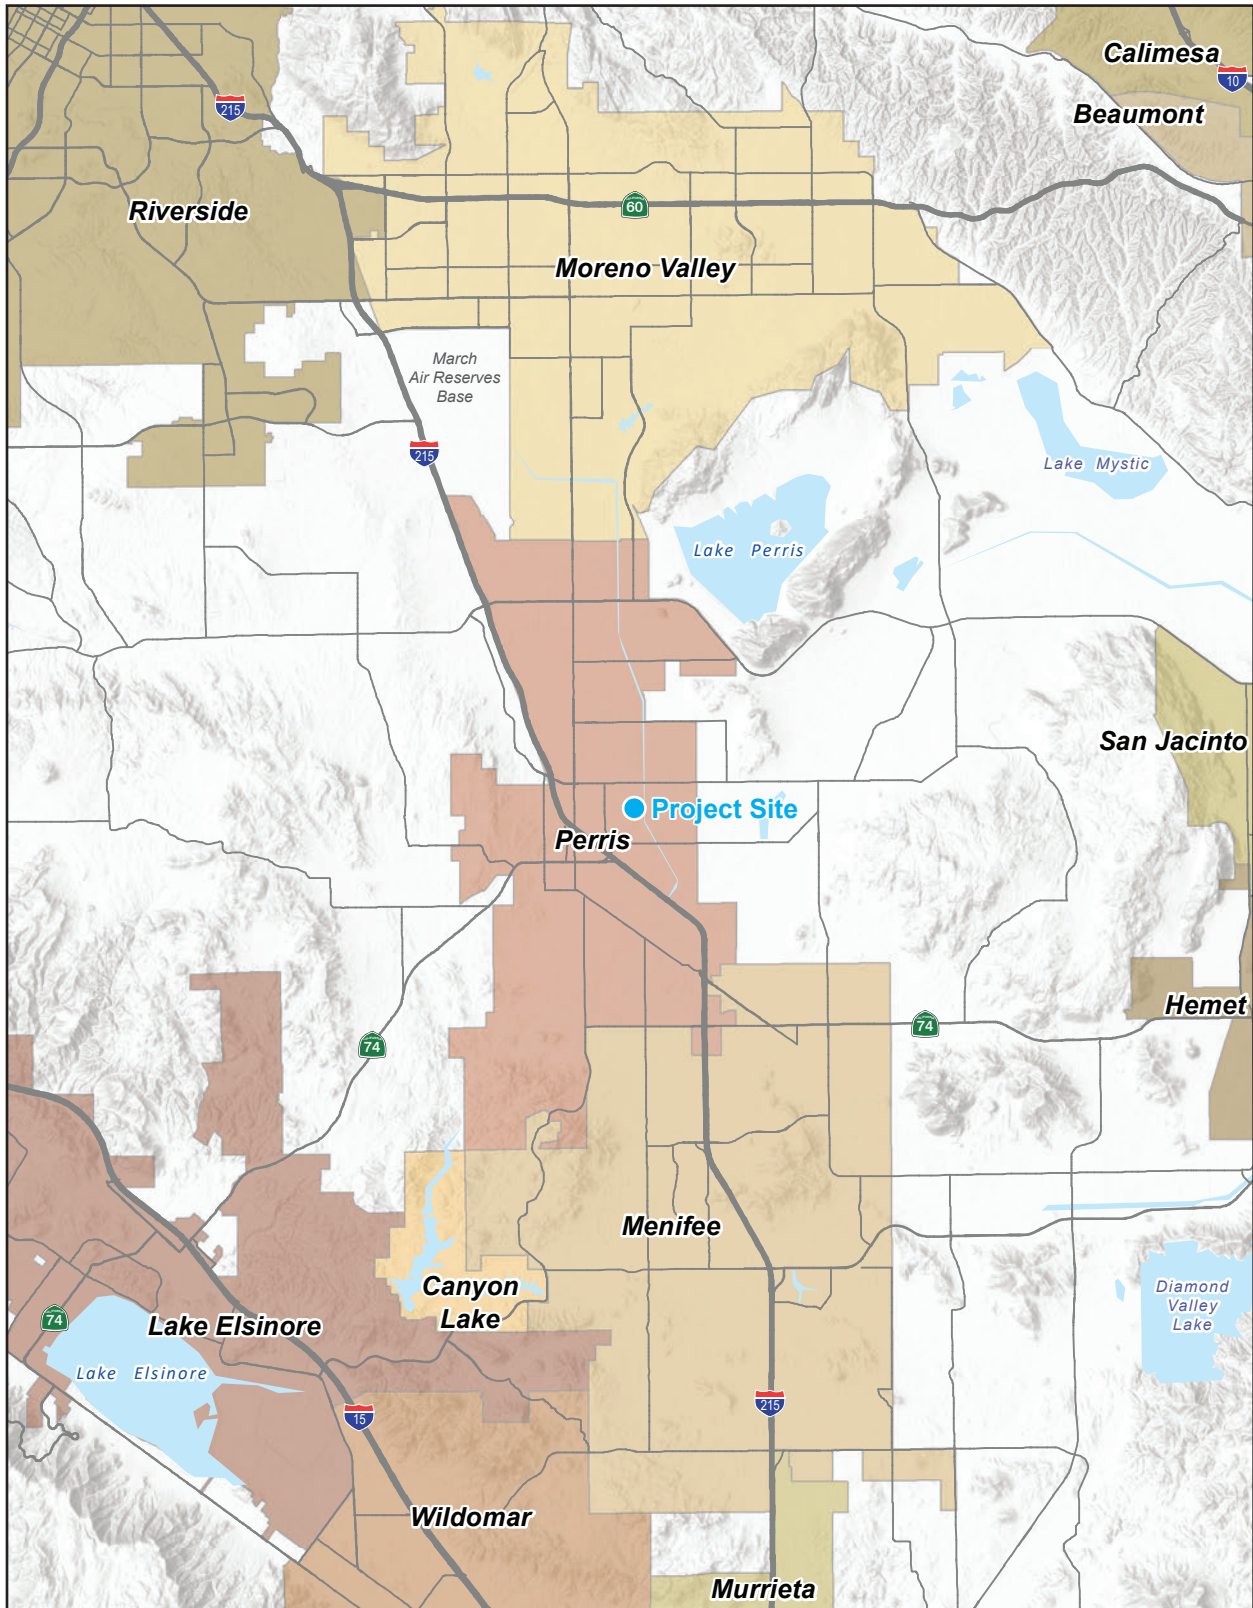 Calimesa
10
215
Beaumont
Riverside
60
Moreno Valley
March
Air Reserves
Base
215
Lake Mystic
Lake Perris
San Jacinto
Project Site
Perris
Hemet
74
74
Menifee
Canyon
Lake
Diamond
Valley
Lake
74
Lake Elsinore
Lake Elsinore
215
15
Wildomar
Murrieta